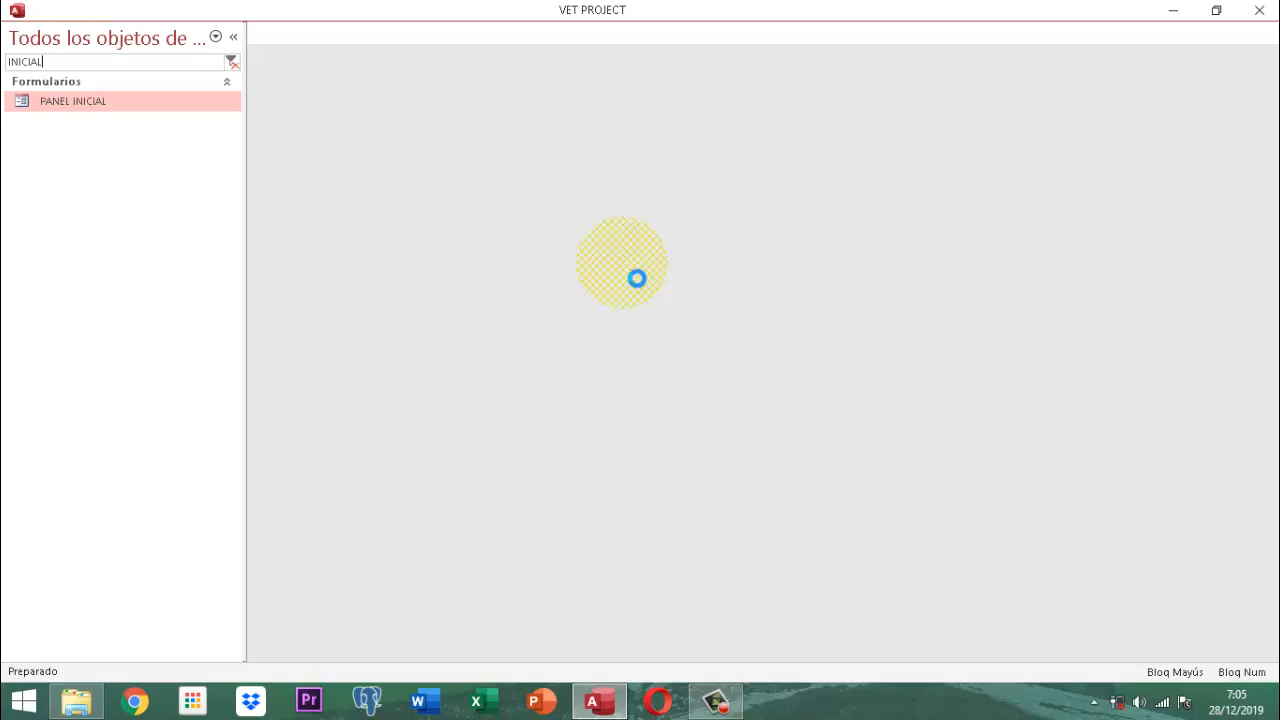 VET PROJECT
Todos los objetos de ...
INICIAL
Formularios
PANEL INICIAL
Preparado
Bloq Mayús
Bloq Num
Pr
W
X
P
A
7:05
28/12/2019